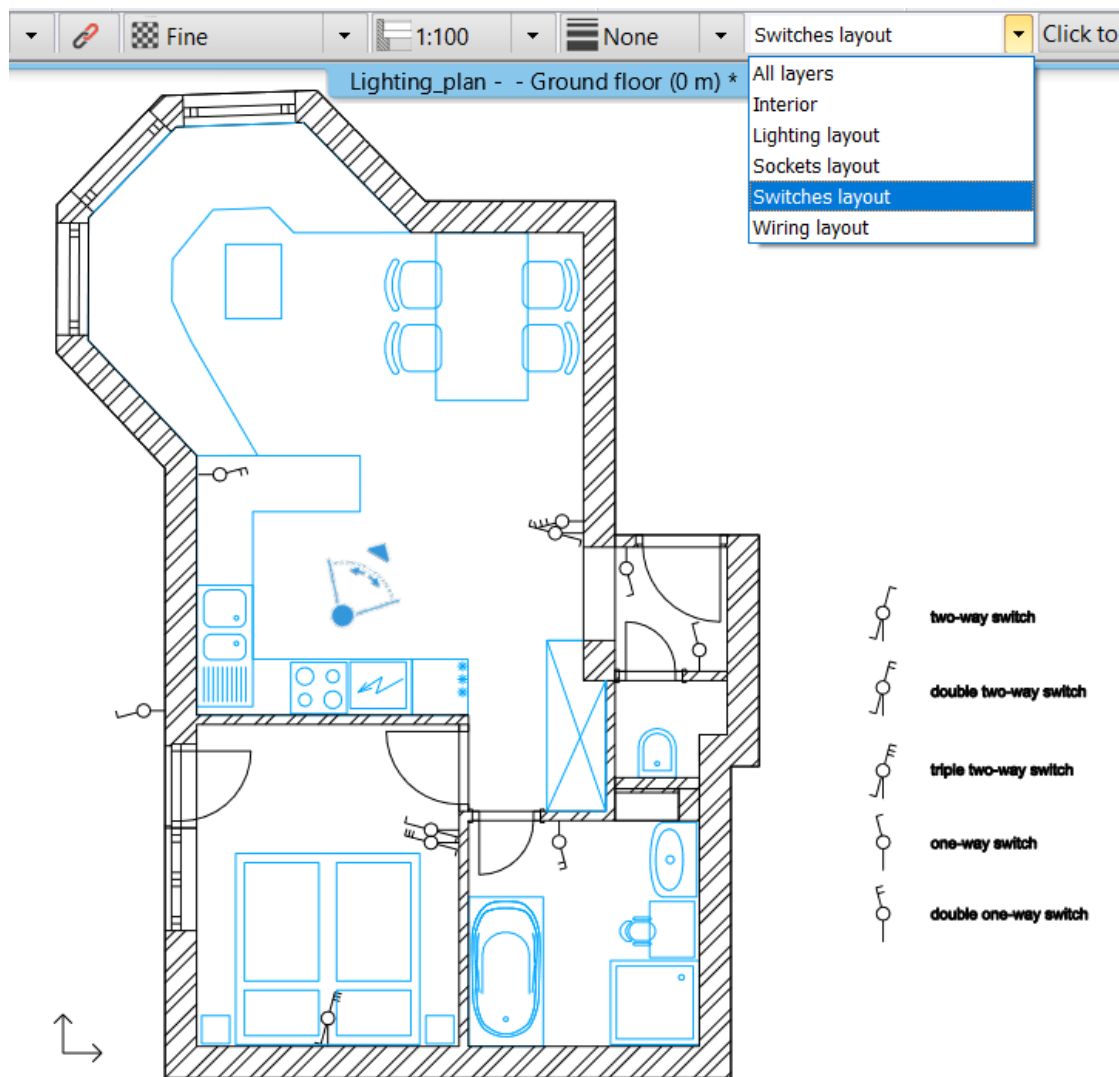 Fine
1:100
None
Switches layout
Click to
Lighting_plan - - Ground floor (0 m) *
All layers
Interior
Lighting layout
Sockets layout
Switches layout
Wiring layout
two-way switch
double two-way switch
triple two-way switch
one-way switch
double one-way switch